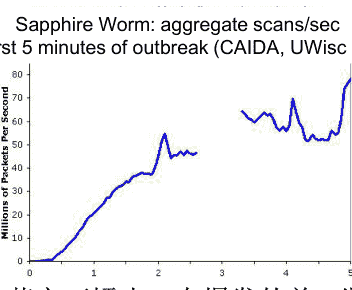 Sapphire Worm: aggregate scans/sec
rst 5 minutes of outbreak (CAIDA, UWisc
Millions of Packets Per Second
80
70
60
50
40
30
20
10
0
0 1 2 3 4 5